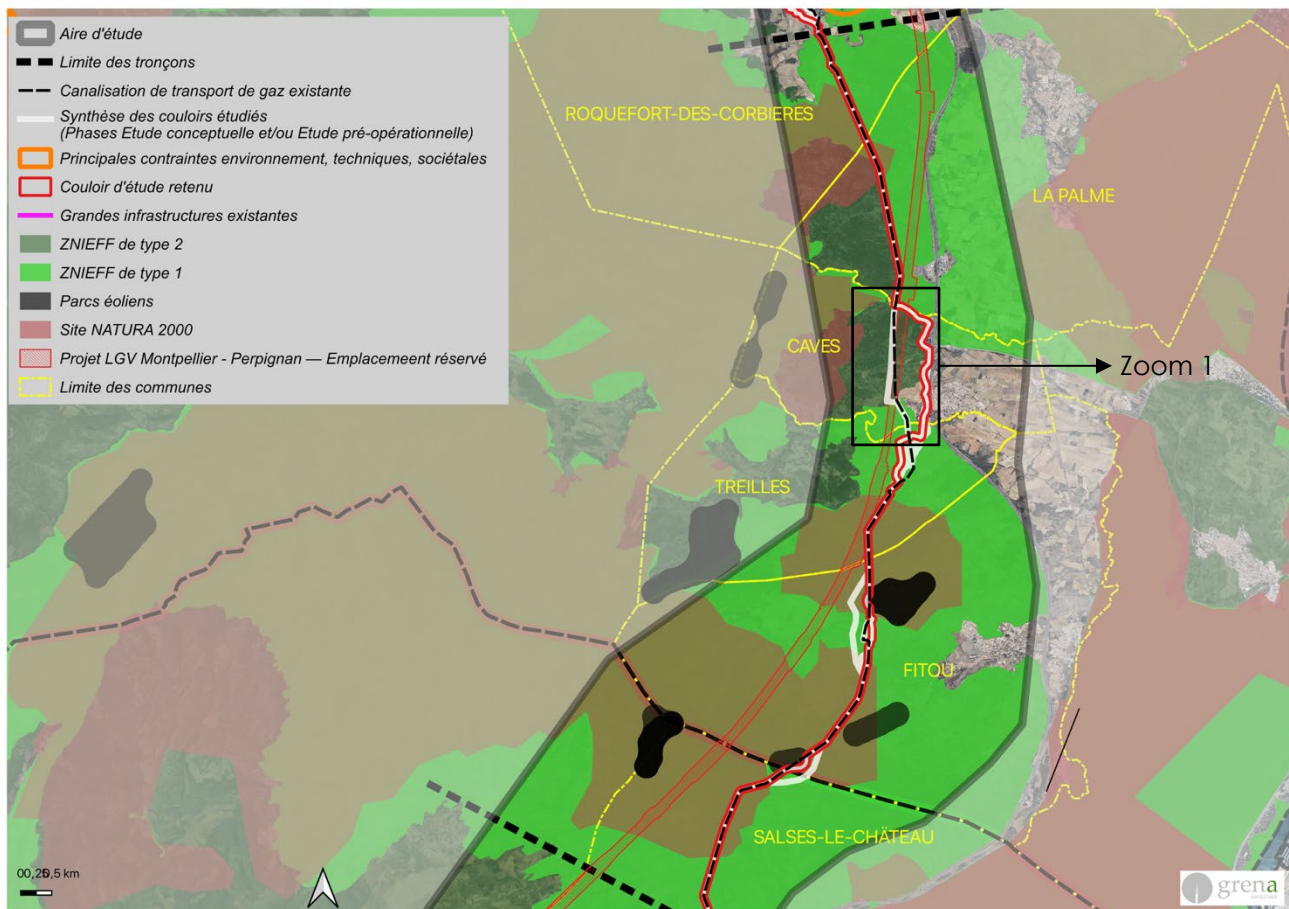 Aire d'étude
Limite des tronçons
Canalisation de transport de gaz existante
Synthèse des couloirs étudiés
(Phases Etude conceptuelle et/ou Etude pré-opérationnelle)
Principales contraintes environnement, techniques, sociétales
Couloir d'étude retenu
Grandes infrastructures existantes
ZNIEFF de type 2
ZNIEFF de type 1
Parcs éoliens
Site NATURA 2000
Projet LGV Montpellier - Perpignan — Emplacement réservé
Limite des communes
ROQUEFORT-DES-CORBIERES
LA PALME
CAVES
Zoom 1
TREILLES
FITOU
SALSES-LE-CHÂTEAU
grena